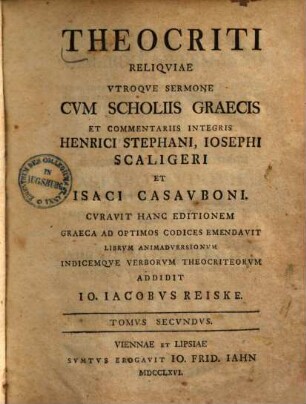 THEOCRITI
RELIQVIAE
VTROQVE SERMONE
CVM SCHOLIIS GRAECIS
ET COMMENTARIIS INTEGRIS
HENRICI STEPHANI, IOSEPHI
SCALIGERI
ET
ISACI CASAVBONI.
CVRAVIT HANC EDITIONEM
GRAECA AD OPTIMOS CODICES EMENDAVIT
LIBRVM ANIMADVERSIONVM
INDICEMQVE VERBORVM THEOCRITEORVM
ADDIDIT
IO. IACOBVS REISKE.
TOMVS SECVNDVS.
VIENNAE ET LIPSIAE
SVMTVS EROGAVIT IO. FRID. IAHN
MDCCLXVI.
IN
AUGSBURG